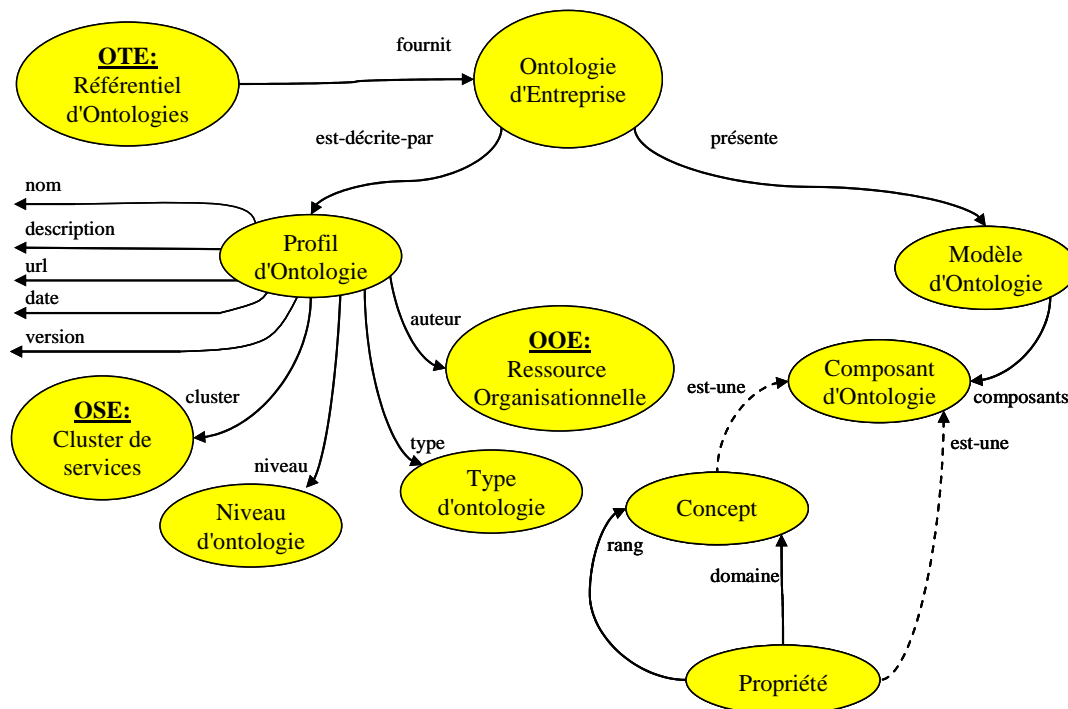 OTE:
Référentiel
d'Ontologies
fournit
Ontologie
d'Entreprise
est-décrite-par
présente
nom
description
url
date
version
Profil
d'Ontologie
Modèle
d'Ontologie
auteur
OOE:
Ressource
Organisationnelle
Composant
d'Ontologie
composants
est-une
est-une
cluster
OSE:
Cluster de
services
niveau
Niveau
d'ontologie
type
Type
d'ontologie
Concept
rang
domaine
Propriété